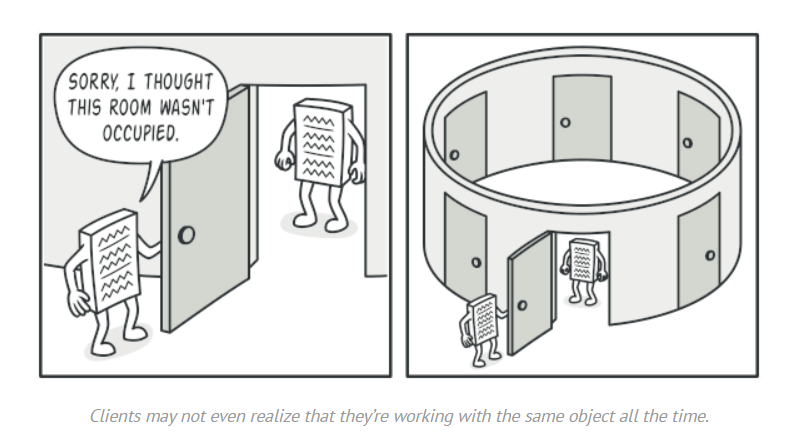 SORRY, I THOUGHT
THIS ROOM WASN'T
OCCUPIED.
Clients may not even realize that they’re working with the same object all the time.